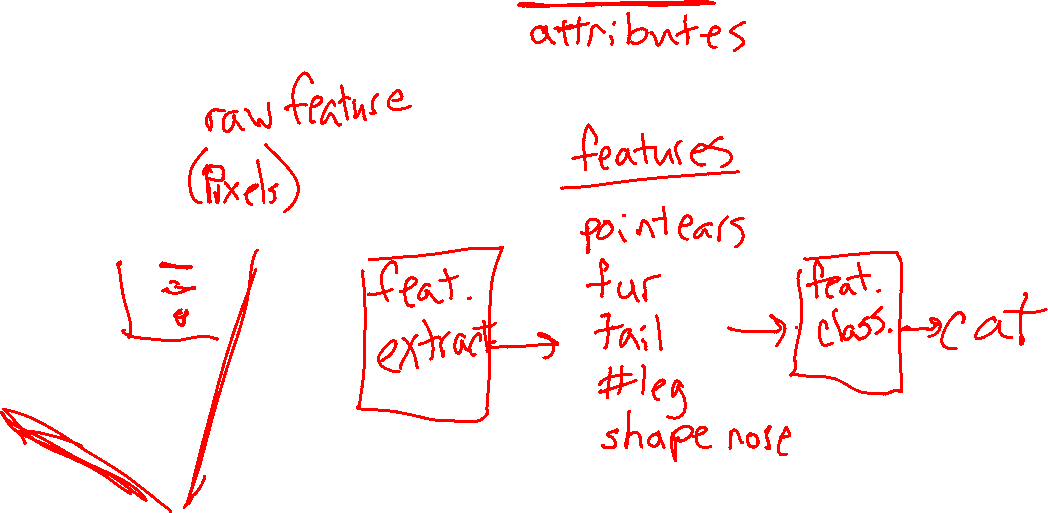 attributes
raw feature
(Pixels)
features
pointears
fur
tail
#leg
shape nose
feat.
extract
feat.
class.
cat